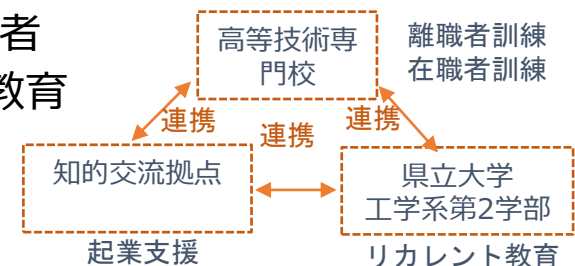 者
教育
高等技術専
門校
離職者訓練
在職者訓練
連携
連携
連携
知的交流拠点
県立大学
工学系第2学部
起業支援
リカレント教育